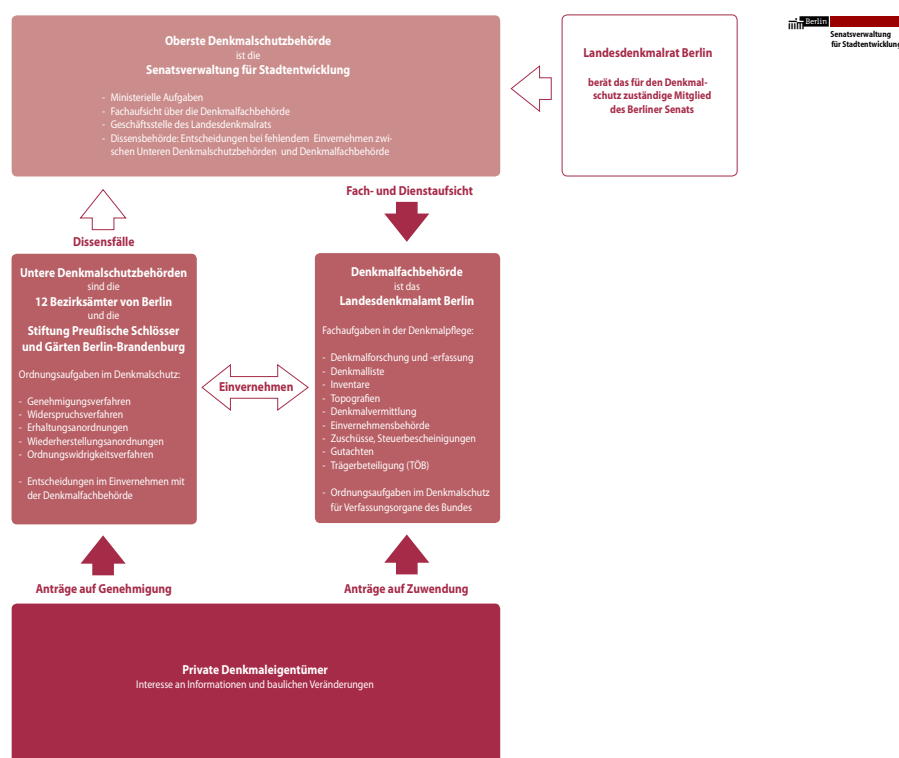 Berlin
Senatsverwaltung
für Stadtentwicklung
Oberste Denkmalschutzbehörde
ist die
Senatsverwaltung für Stadtentwicklung
- Ministerielle Aufgaben
- Fachaufsicht über die Denkmalfachbehörde
- Geschäftsstelle des Landesdenkmalrats
- Dissensbehörde: Entscheidungen bei fehlendem Einvernehmen zwi-
schen Unteren Denkmalschutzbehörden und Denkmalfachbehörde
Landesdenkmalrat Berlin
berät das für den Denkmal-
schutz zuständige Mitglied
des Berliner Senats
Dissensfälle
Fach- und Dienstaufsicht
Untere Denkmalschutzbehörden
sind die
12 Bezirksämter von Berlin
und die
Stiftung Preußische Schlösser
und Gärten Berlin-Brandenburg
Ordnungsaufgaben im Denkmalschutz:
- Genehmigungsverfahren
- Widerspruchsverfahren
- Erhaltungsanordnungen
- Wiederherstellungsanordnungen
- Ordnungswidrigkeitsverfahren
- Entscheidungen im Einvernehmen mit
der Denkmalfachbehörde
Einvernehmen
Denkmalfachbehörde
ist das
Landesdenkmalamt Berlin
Fachaufgaben in der Denkmalpflege:
- Denkmalforschung und -erfassung
- Denkmalliste
- Inventare
- Topografien
- Denkmalvermittlung
- Einvernehmensbehörde
- Zuschüsse, Steuerbescheinigungen
- Gutachten
- Trägerbeteiligung (TÖB)
- Ordnungsaufgaben im Denkmalschutz
für Verfassungsorgane des Bundes
Anträge auf Genehmigung
Anträge auf Zuwendung
Private Denkmaleigentümer
Interesse an Informationen und baulichen Veränderungen